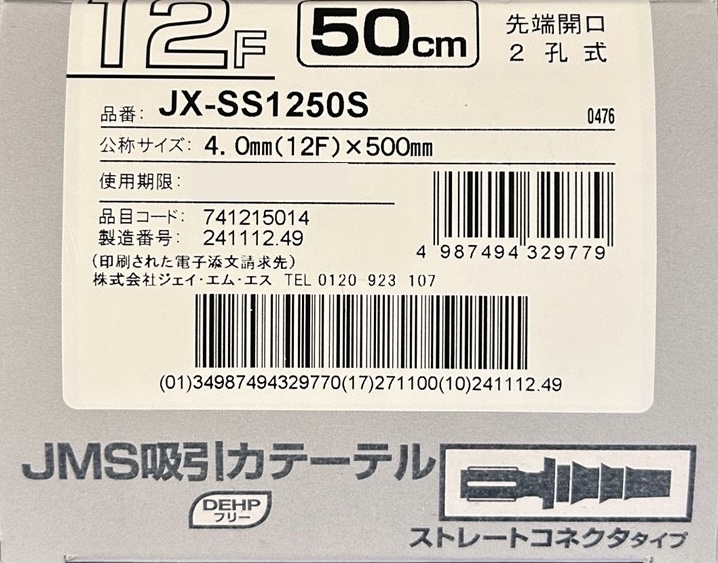 12F 50cm 先端開口
2孔式
品番: JX-SS1250S 0476
公称サイズ: 4.0mm(12F)×500mm
使用期限:
品目コード: 741215014
製造番号: 241112.49
4 987494 329779
(印刷された電子添文請求先)
株式会社ジェイ・エム・エス TEL 0120 923 107
(01)34987494329770(17)271100(10)241112.49
JMS吸引カテーテル
DEHP
フリー
ストレートコネクタタイプ